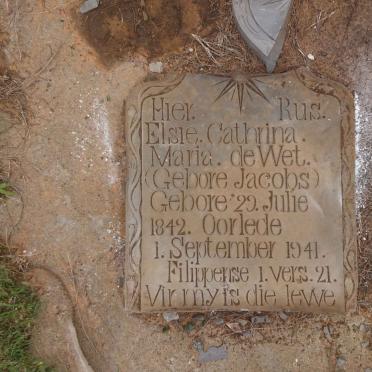 Hier. Rus.
Elsie. Cathrina.
Maria. de Wet.
(Gebore Jacobs)
Gebore 29. Julie
1842. Oorlede
1. September 1941.
Filippense 1. vers. 21.
Vir my is die lewe